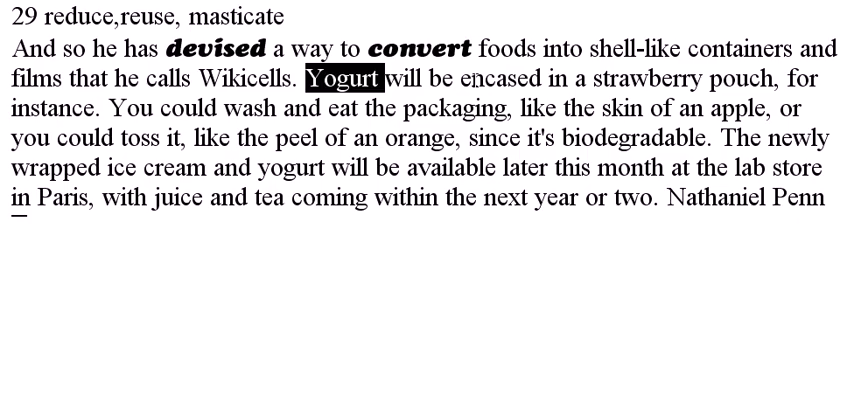 29 reduce,reuse, masticate
And so he has devised a way to convert foods into shell-like containers and
films that he calls Wikicells. Yogurt will be encased in a strawberry pouch, for
instance. You could wash and eat the packaging, like the skin of an apple, or
you could toss it, like the peel of an orange, since it's biodegradable. The newly
wrapped ice cream and yogurt will be available later this month at the lab store
in Paris, with juice and tea coming within the next year or two. Nathaniel Penn